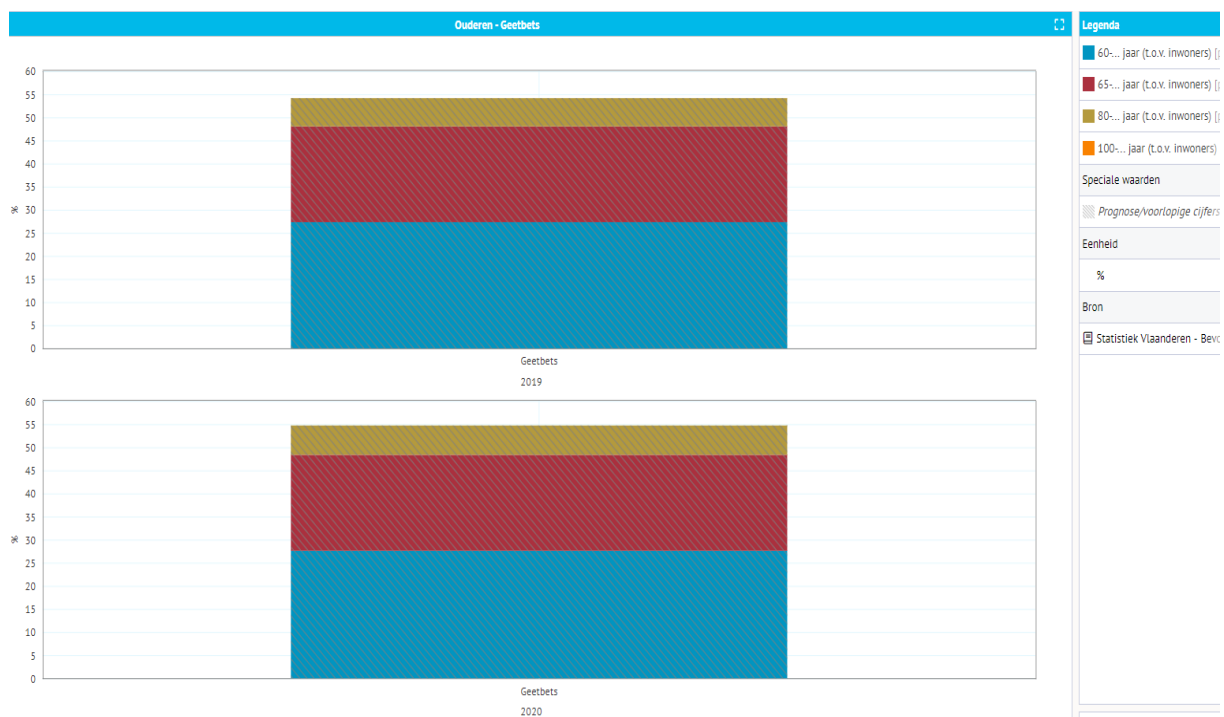 Ouderen - Geetbets
60
55
50
45
40
35
30
25
20
15
10
5
0
%
Geetbets
2019
60
55
50
45
40
35
30
25
20
15
10
5
0
%
Geetbets
2020
Legenda
60-... jaar (t.o.v. inwoners) [
65-... jaar (t.o.v. inwoners) [
80-... jaar (t.o.v. inwoners) [
100-... jaar (t.o.v. inwoners)
Speciale waarden
Prognose/voorlopige cijfers
Eenheid
%
Bron
Statistiek Vlaanderen - Bevo